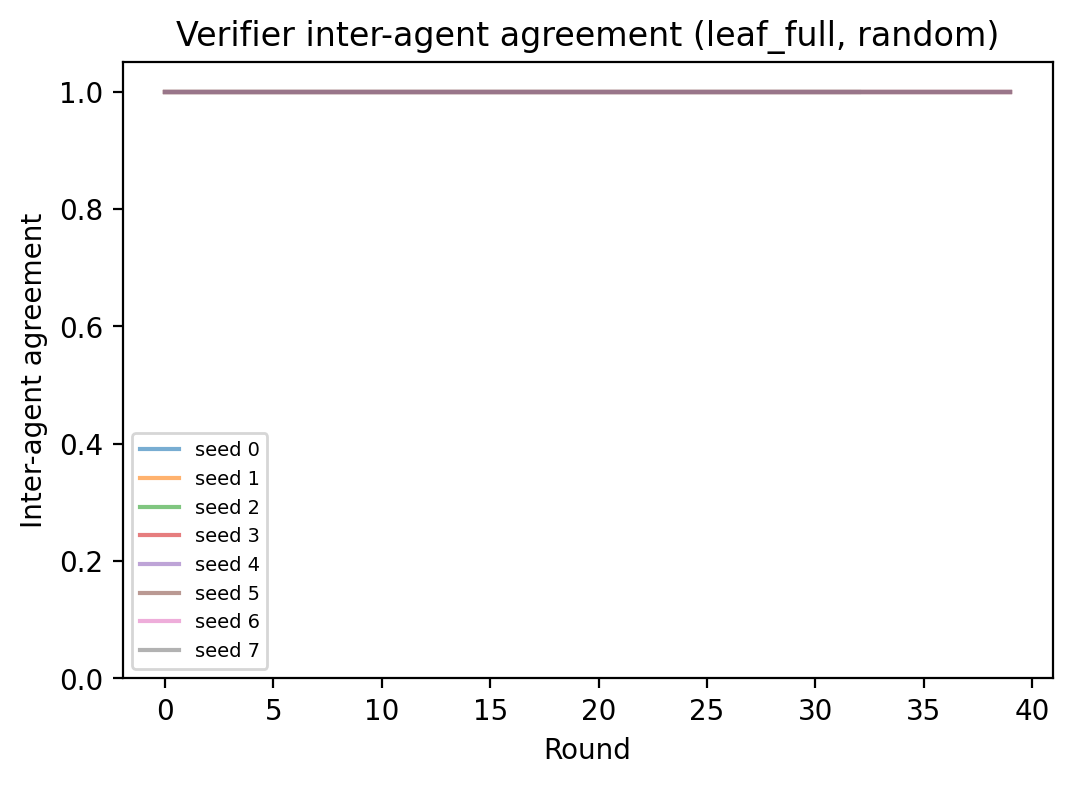 Verifier inter-agent agreement (leaf_full, random)
Inter-agent agreement
1.0
0.8
0.6
0.4
0.2
0.0
seed 0
seed 1
seed 2
seed 3
seed 4
seed 5
seed 6
seed 7
0 5 10 15 20 25 30 35 40
Round